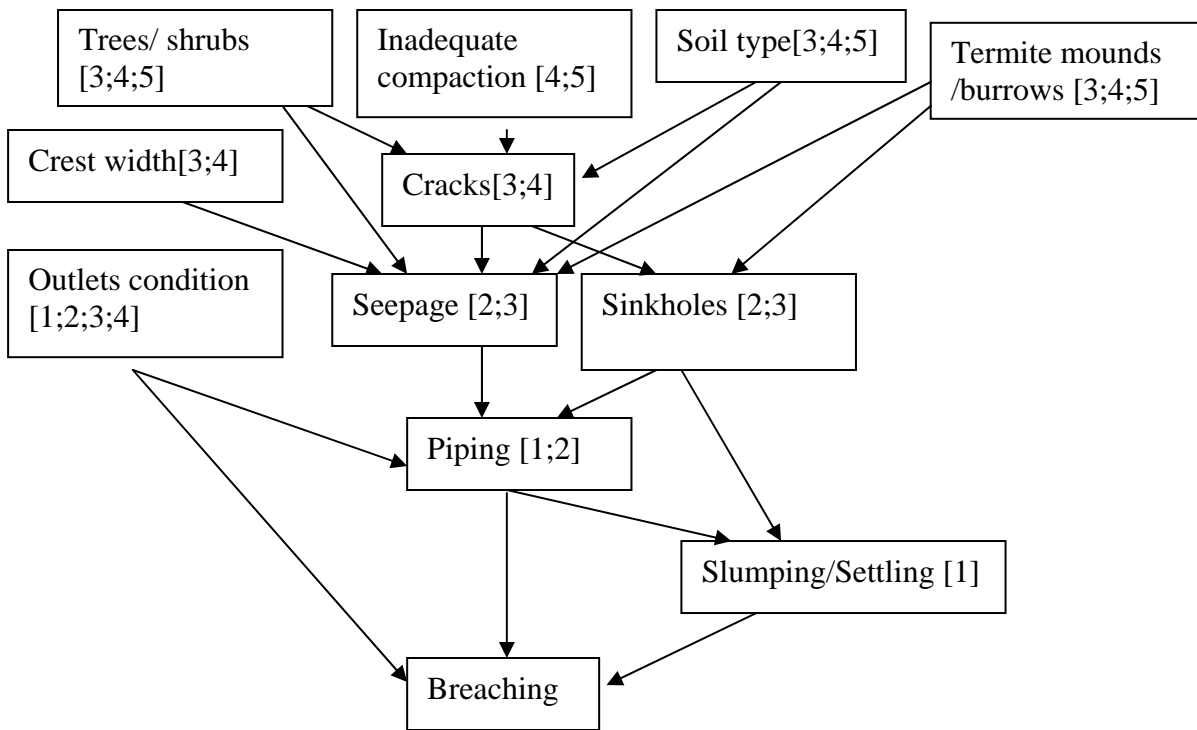 Trees/ shrubs
[3;4;5]
Inadequate
compaction [4;5]
Soil type[3;4;5]
Termite mounds
/burrows [3;4;5]
Crest width[3;4]
Cracks[3;4]
Outlets condition
[1;2;3;4]
Seepage [2;3]
Sinkholes [2;3]
Piping [1;2]
Slumping/Settling [1]
Breaching